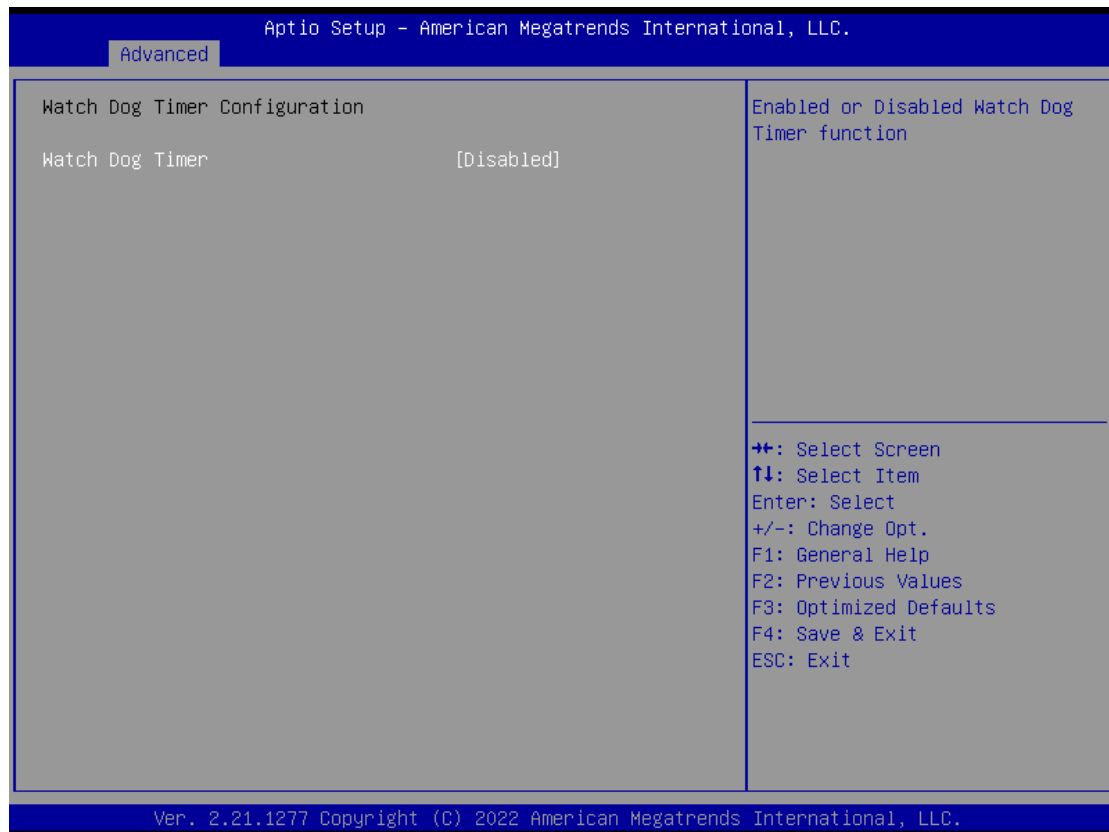 Aptio Setup – American Megatrends International, LLC.
Advanced
Watch Dog Timer Configuration
Watch Dog Timer [Disabled]
Enabled or Disabled Watch Dog
Timer function
→←: Select Screen
↑↓: Select Item
Enter: Select
+/-: Change Opt.
F1: General Help
F2: Previous Values
F3: Optimized Defaults
F4: Save & Exit
ESC: Exit
Ver. 2.21.1277 Copyright (C) 2022 American Megatrends International, LLC.